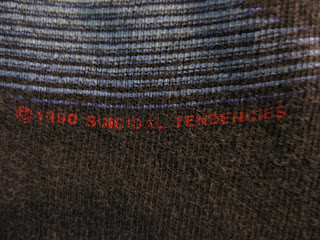 © 1990 SUICIDAL TENDENCIES